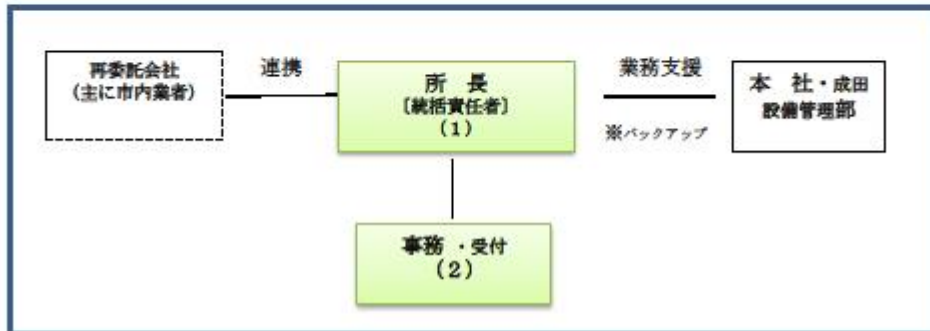 再委託会社
(主に市内業者)
連携
所　長
〔統括責任者〕
(１)
業務支援
※バックアップ
本　社・成田
設備管理部
事務 ・受付
(２)